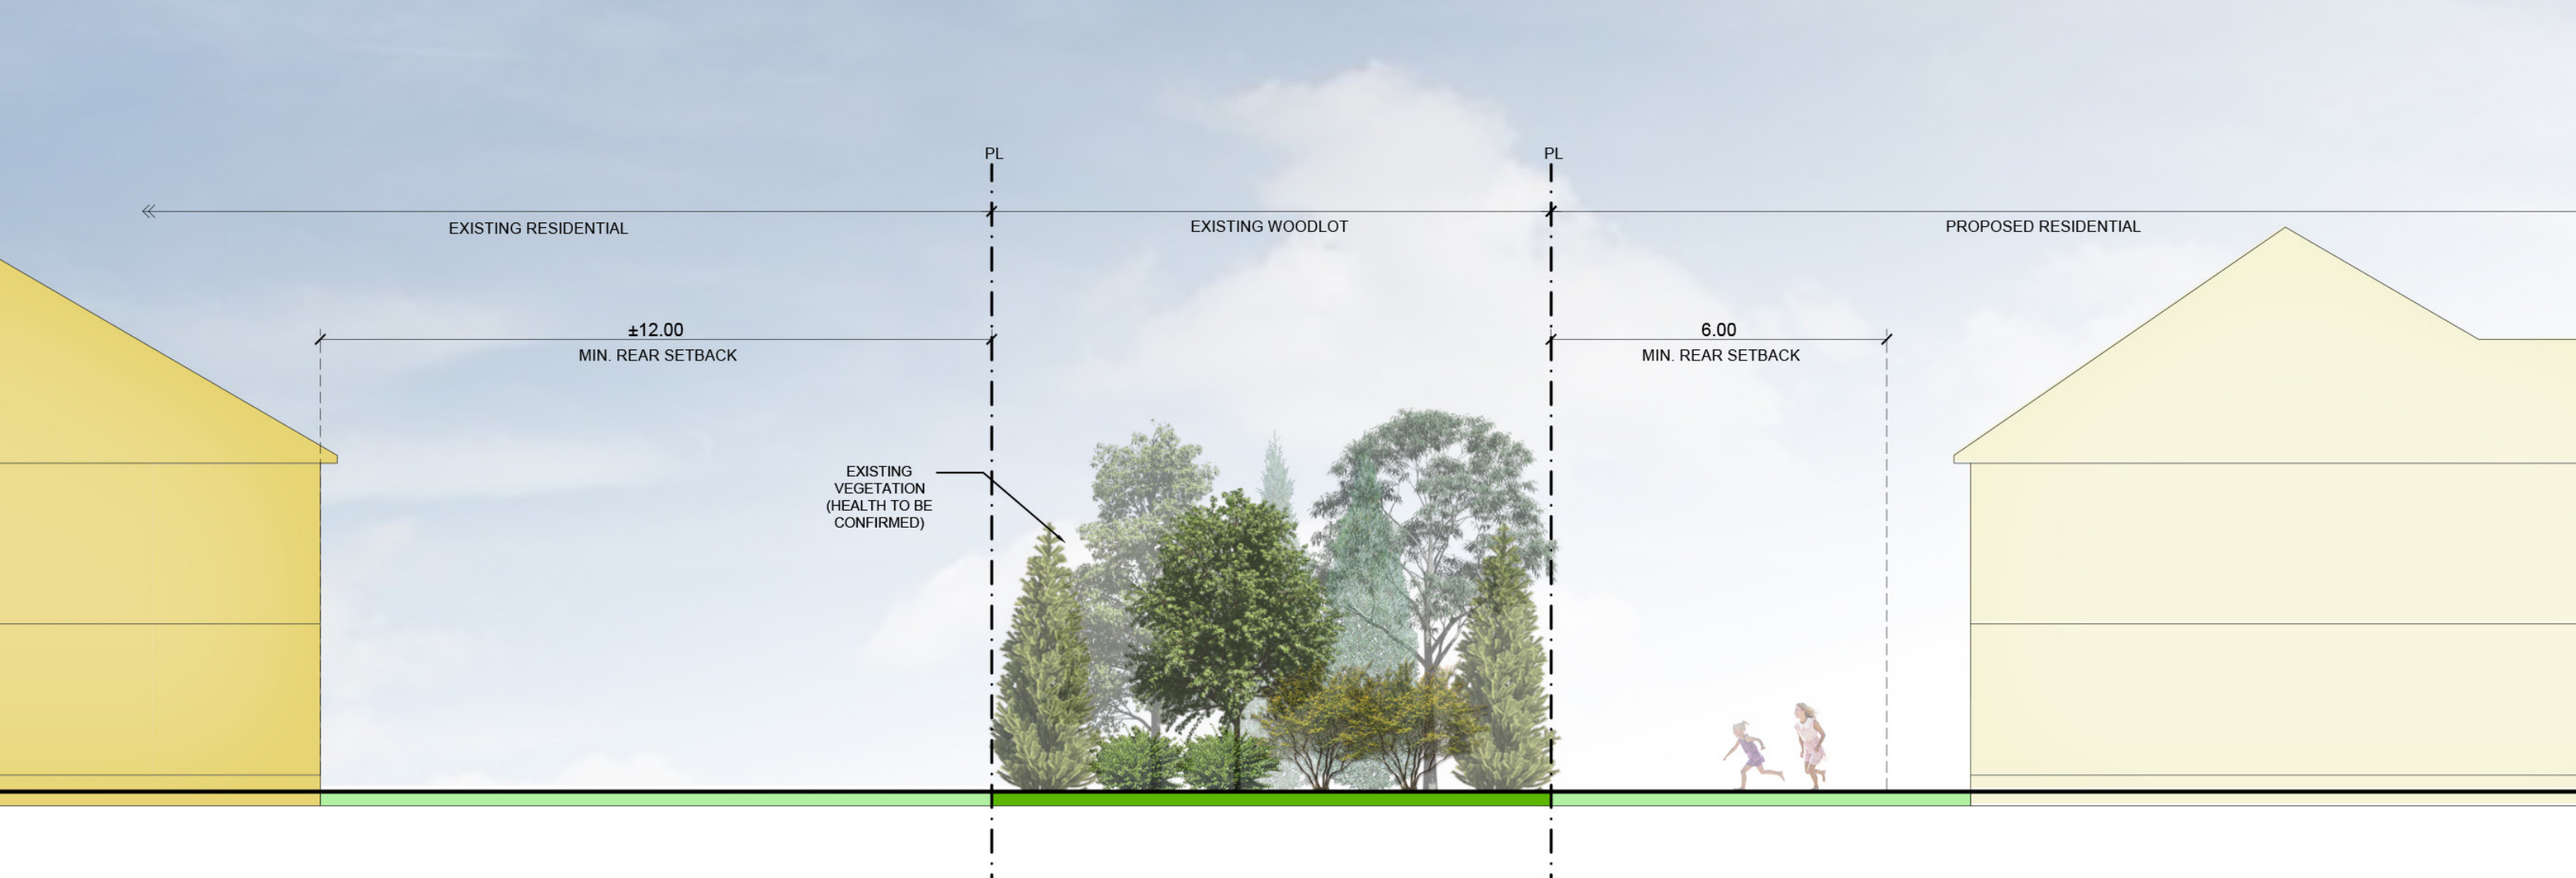 PL
PL
EXISTING RESIDENTIAL
EXISTING WOODLOT
PROPOSED RESIDENTIAL
±12.00
MIN. REAR SETBACK
6.00
MIN. REAR SETBACK
EXISTING
VEGETATION
(HEALTH TO BE
CONFIRMED)